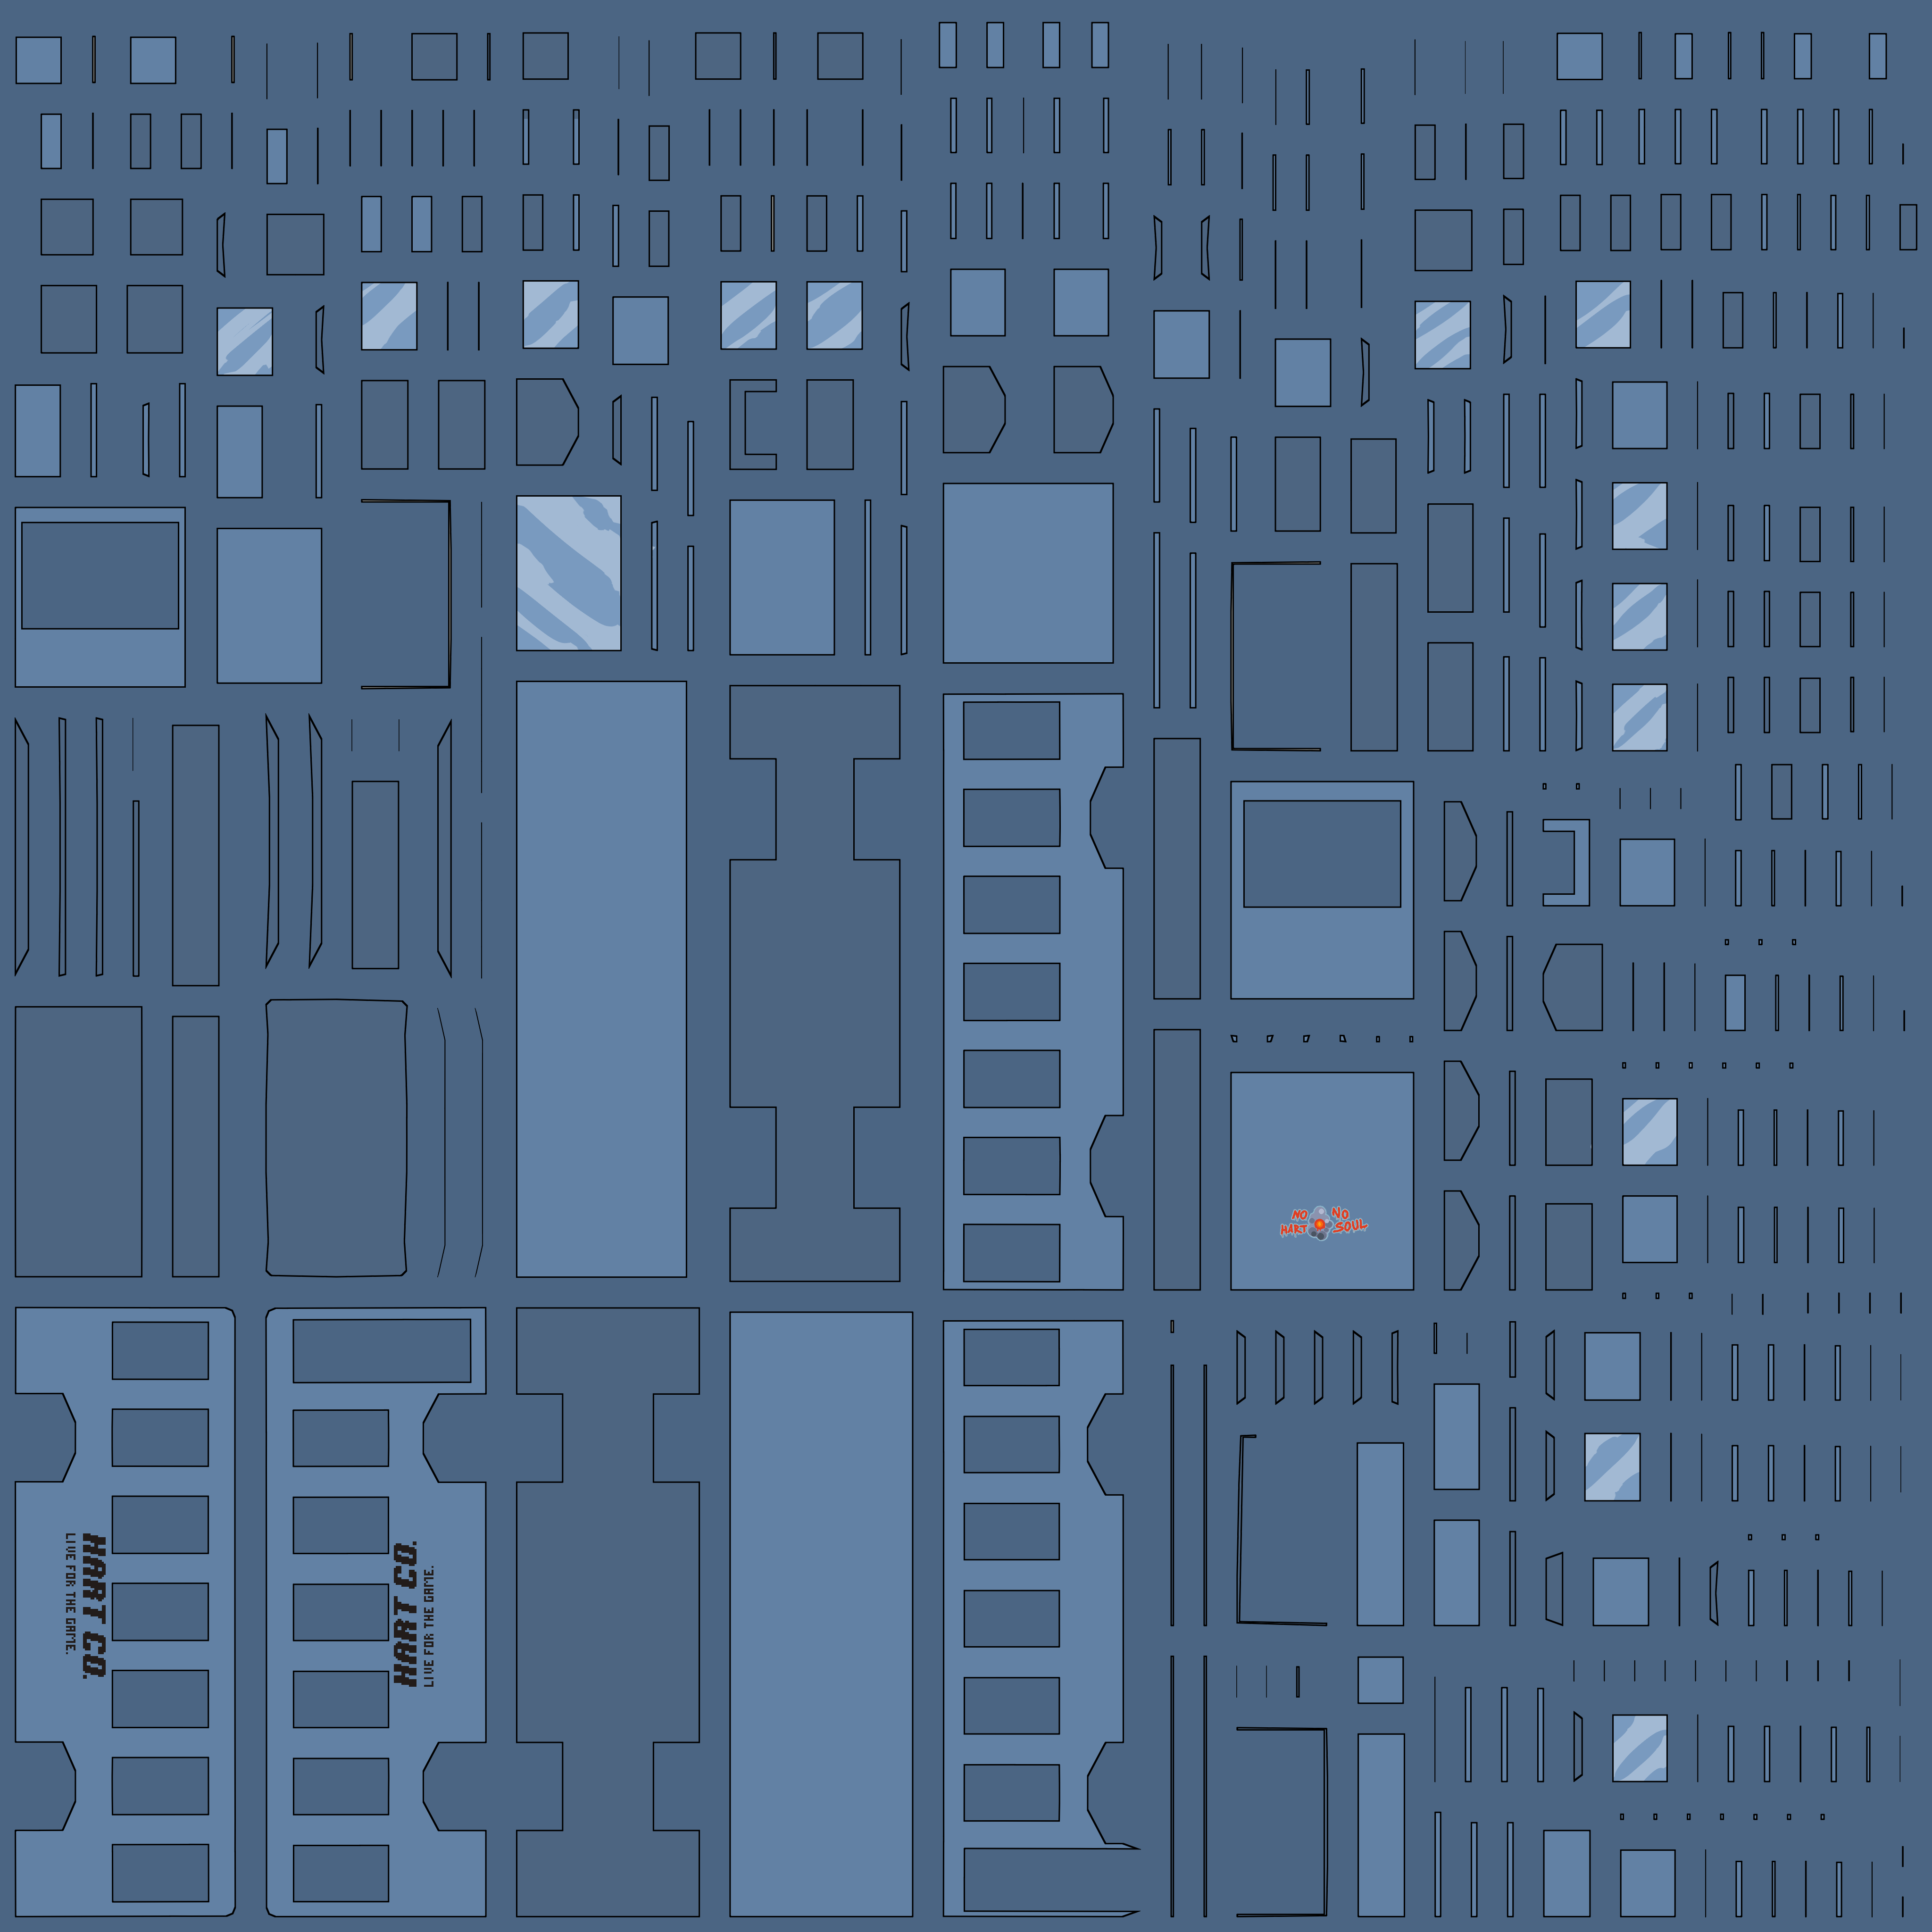 NO NO
HART SOUL
HART CO.
LIVE FOR THE GAME.
HART CO.
LIVE FOR THE GAME.